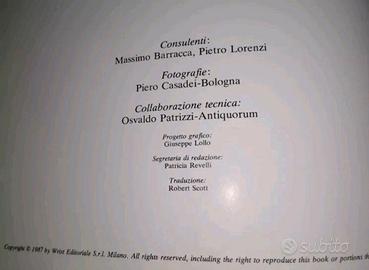 Consulenti:
Massimo Barracca, Pietro Lorenzi
Fotografie:
Piero Casadei-Bologna
Collaborazione tecnica:
Osvaldo Patrizzi-Antiquorum
Progetto grafico:
Giuseppe Lollo
Segretaria di redazione:
Patricia Revelli
Traduzione:
Robert Scott
Copyright © 1987 by Wrist Editoriale S.r.l. Milano. All rights reserved, including the right to reproduce this book or portions th
subito